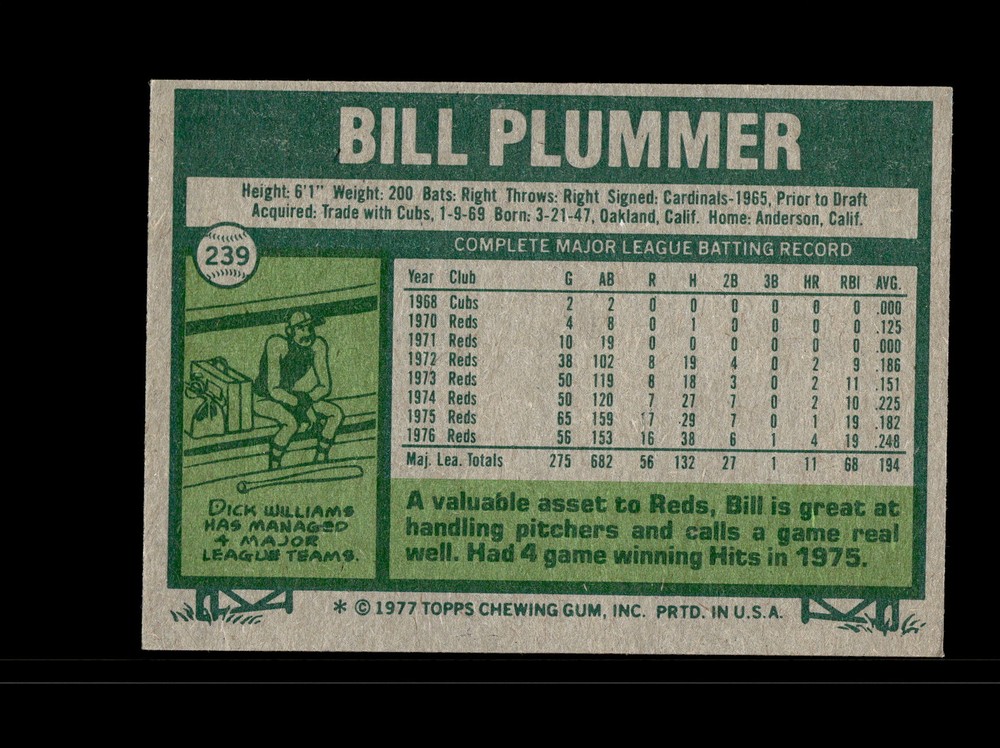 BILL PLUMMER
Height: 6'1" Weight: 200 Bats: Right Throws: Right Signed: Cardinals-1965, Prior to Draft
Acquired: Trade with Cubs, 1-9-69 Born: 3-21-47, Oakland, Calif. Home: Anderson, Calif.
239
COMPLETE MAJOR LEAGUE BATTING RECORD
Year Club G AB R H 2B 3B HR RBI AVG.
1968 Cubs 2 2 0 0 0 0 0 0 .000
1970 Reds 4 8 0 1 0 0 0 0 .125
1971 Reds 10 19 0 0 0 0 0 0 .000
1972 Reds 38 102 8 19 4 0 2 9 .186
1973 Reds 50 119 8 18 3 0 2 11 .151
1974 Reds 50 120 7 27 7 0 2 10 .225
1975 Reds 65 159 17 29 7 0 1 19 .182
1976 Reds 56 153 16 38 6 1 4 19 .248
Maj. Lea. Totals 275 682 56 132 27 1 11 68 194
DICK WILLIAMS
HAS MANAGED
4 MAJOR
LEAGUE TEAMS.
A valuable asset to Reds, Bill is great at
handling pitchers and calls a game real
well. Had 4 game winning Hits in 1975.
* © 1977 TOPPS CHEWING GUM, INC. PRTD. IN U.S.A.